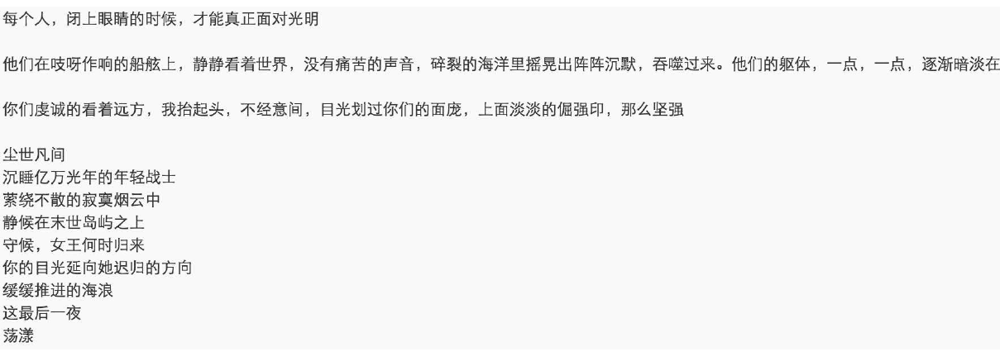 每个人，闭上眼睛的时候，才能真正面对光明
他们在吱呀作响的船舷上，静静看着世界，没有痛苦的声音，碎裂的海洋里摇晃出阵阵沉默，吞噬过来。他们的躯体，一点，一点，逐渐暗淡在
你们虔诚的看着远方，我抬起头，不经意间，目光划过你们的面庞，上面淡淡的倔强印，那么坚强
尘世凡间
沉睡亿万光年的年轻战士
萦绕不散的寂寞烟云中
静候在末世岛屿之上
守候，女王何时归来
你的目光延向她迟归的方向
缓缓推进的海浪
这最后一夜
荡漾